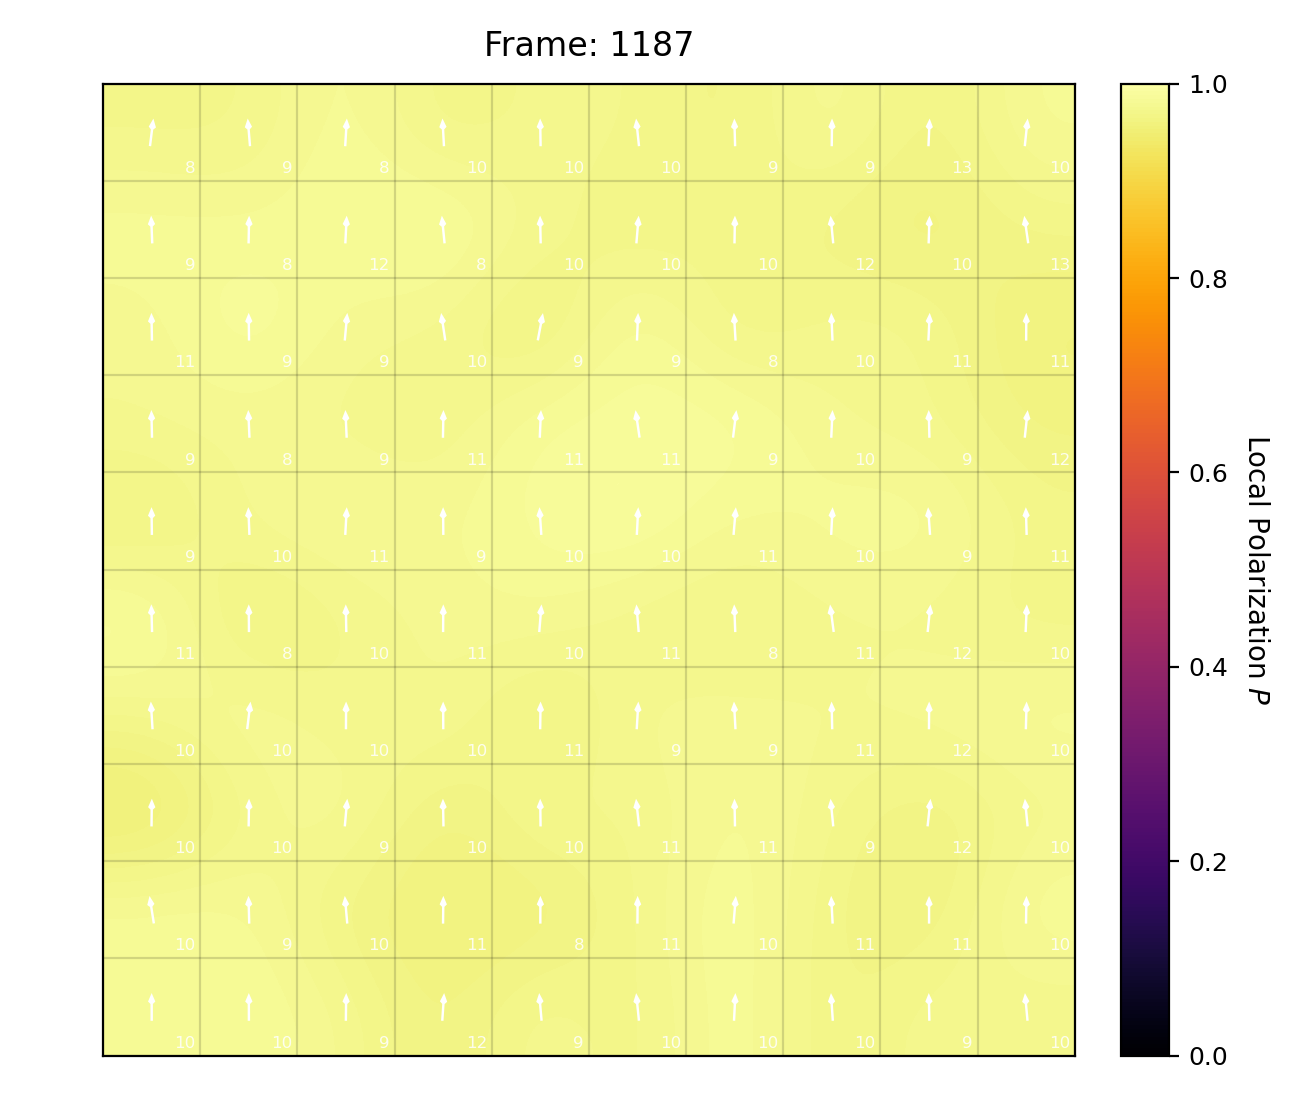 Frame: 1187
8 9 8 10 10 10 9 9 13 10
9 8 12 8 10 10 10 12 10 13
11 9 9 10 9 9 8 10 11 11
9 8 9 11 11 11 9 10 9 12
9 10 11 9 10 10 11 10 9 11
11 8 10 11 10 11 8 11 12 10
10 10 10 10 11 9 9 11 12 10
10 10 9 10 10 11 11 9 12 10
10 9 10 11 8 11 10 11 11 10
10 10 9 12 9 10 10 10 9 10
1.0
0.8
0.6
0.4
0.2
0.0
Local Polarization P